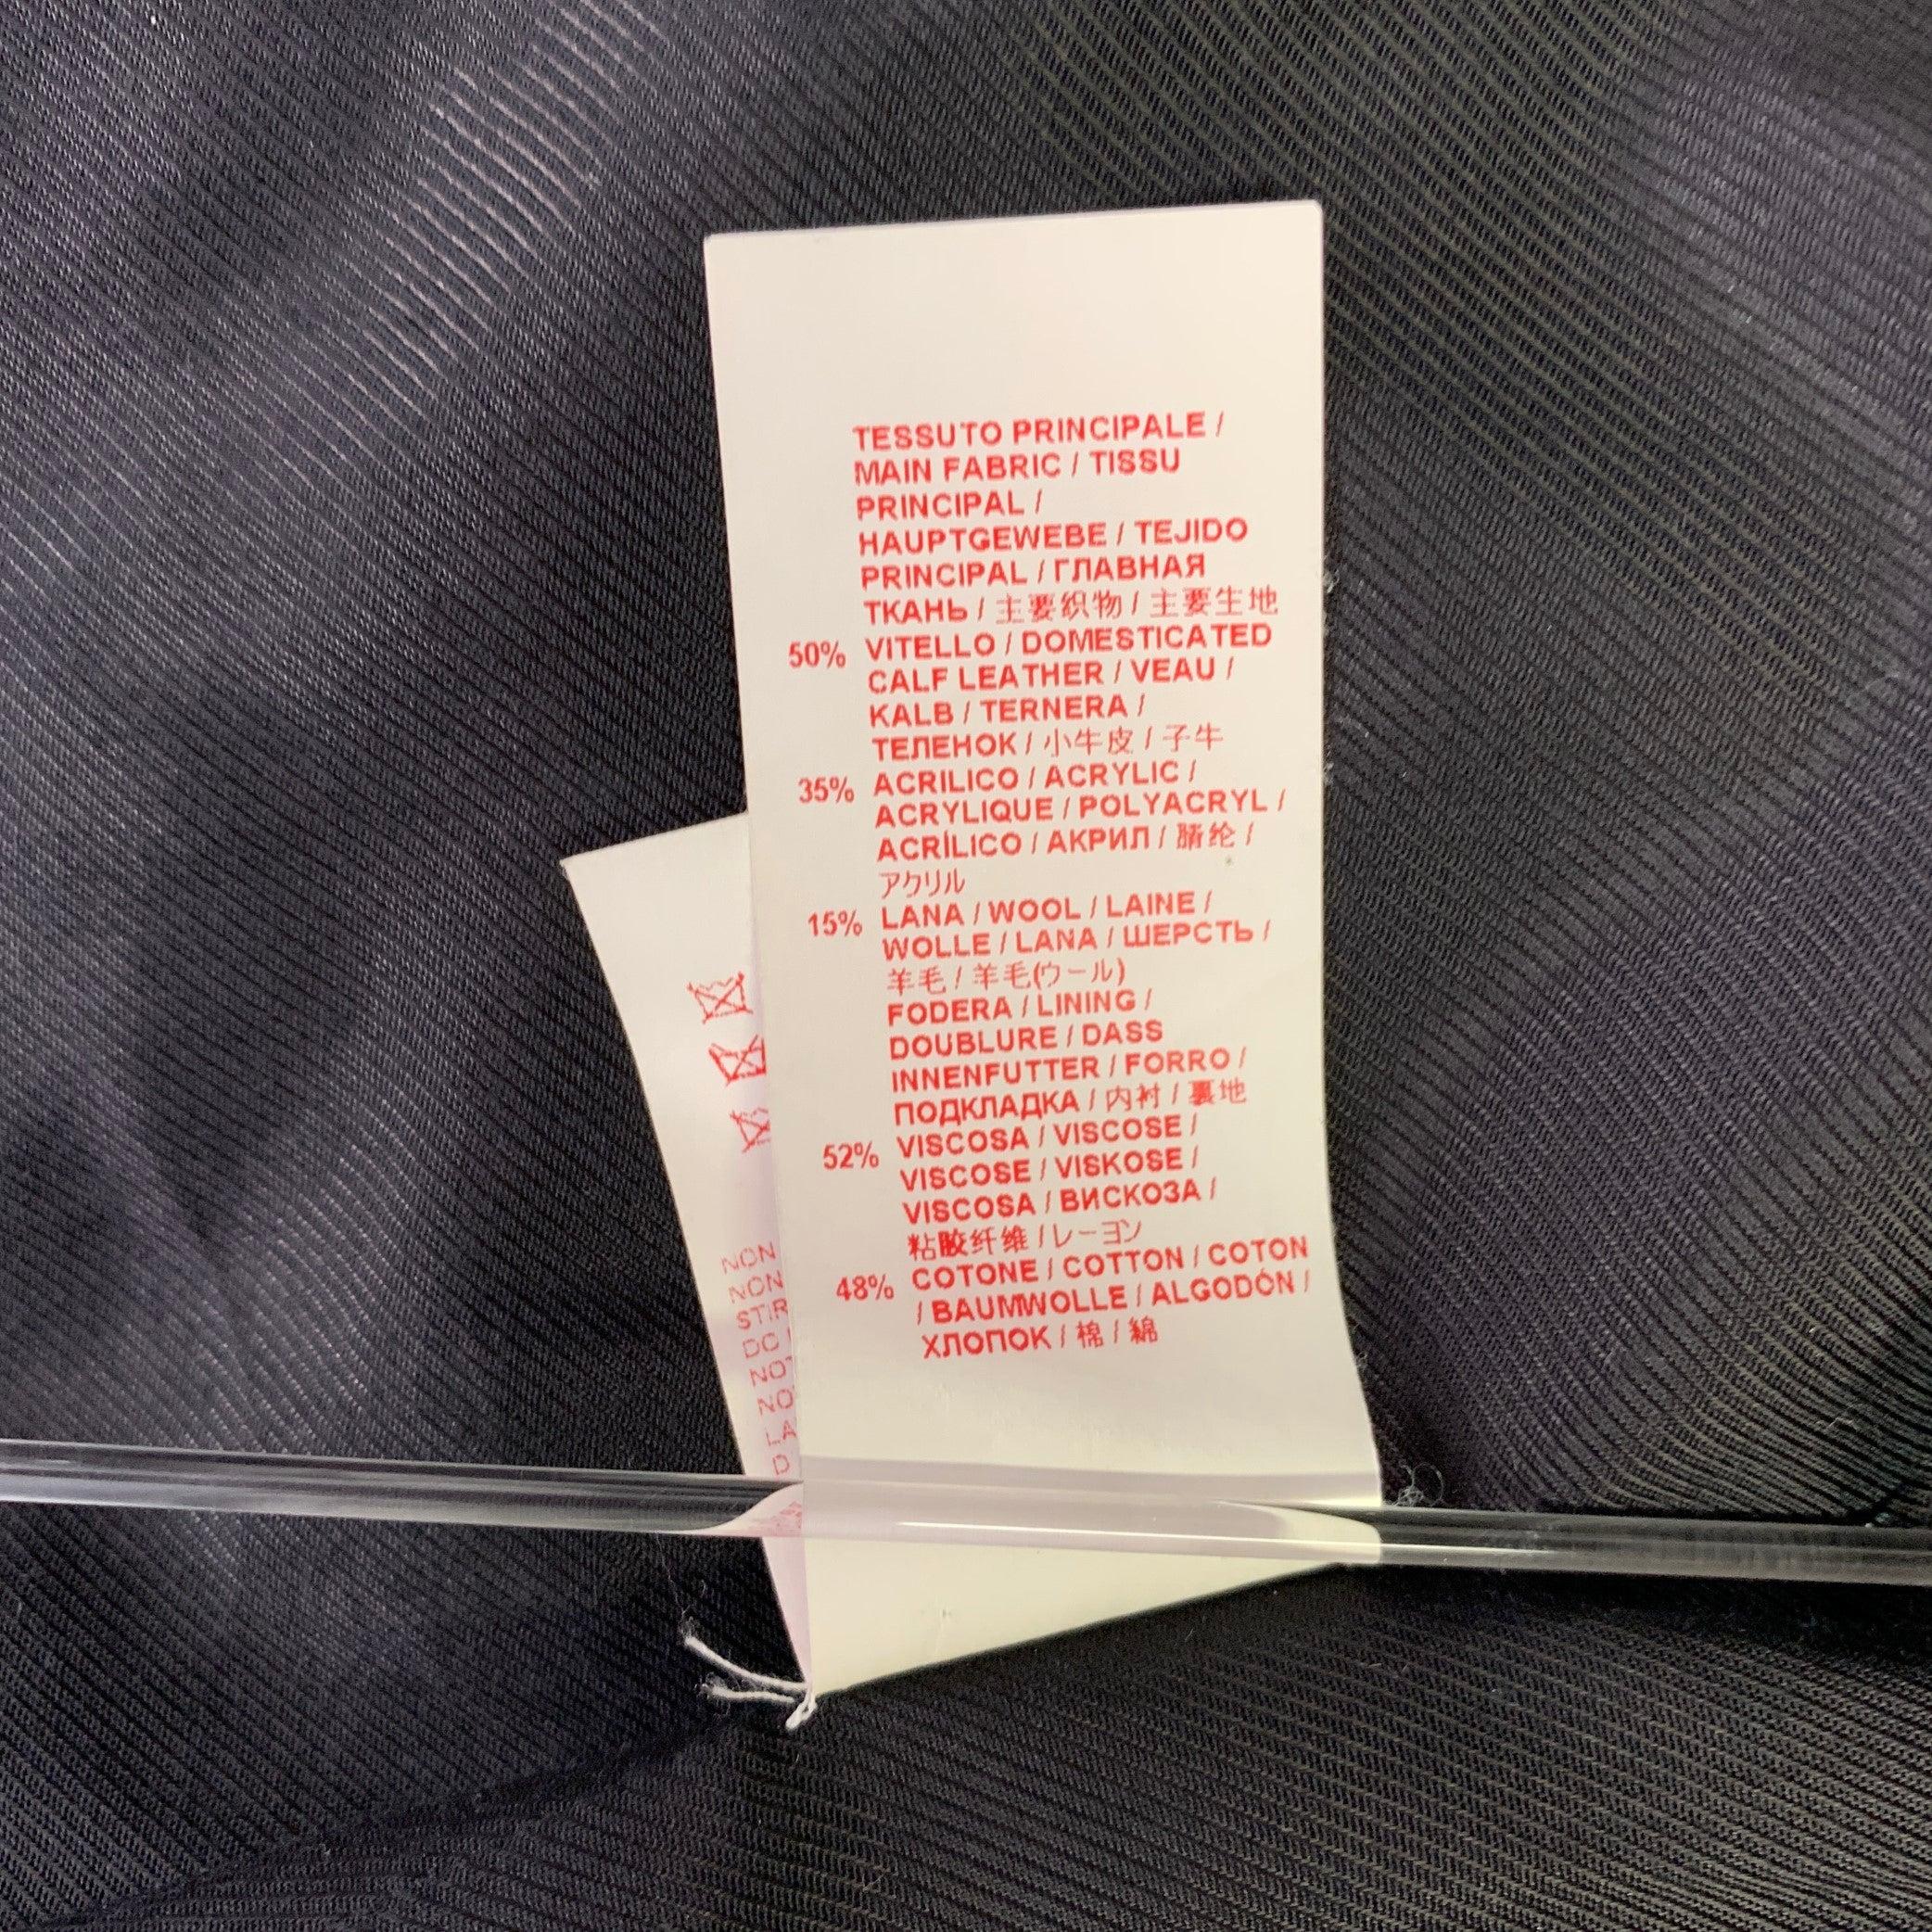 TESSUTO PRINCIPALE /
MAIN FABRIC / TISSU
PRINCIPAL /
HAUPTGEWEBE / TEJIDO
PRINCIPAL / ГЛАВНАЯ
ТКАНЬ / 主要织物 / 主要生地
50% VITELLO / DOMESTICATED
CALF LEATHER / VEAU /
KALB / TERNERA /
ТЕЛЕНОК / 小牛皮 / 子牛
35% ACRILICO / ACRYLIC /
ACRYLIQUE / POLYACRYL /
ACRÍLICO / АКРИЛ / 腈纶 /
アクリル
15% LANA / WOOL / LAINE /
WOLLE / LANA / ШЕРСТЬ /
羊毛 / 羊毛(ウール)
FODERA / LINING /
DOUBLURE / DASS
INNENFUTTER / FORRO /
ПОДКЛАДКА / 内衬 / 裏地
52% VISCOSA / VISCOSE /
VISCOSE / VISKOSE /
VISCOSA / ВИСКОЗА /
粘胶纤维 / レーヨン
48% COTONE / COTTON / COTON
/ BAUMWOLLE / ALGODÓN /
ХЛОПОК / 棉 / 綿
NON
NON
STIR
DO
NOT
NO
LA
D